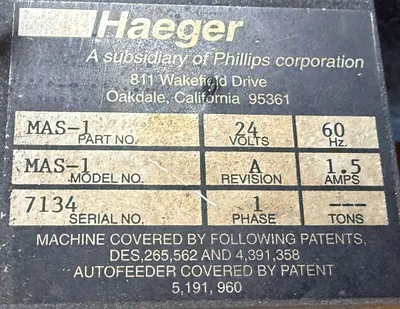 Haeger
A subsidiary of Phillips corporation
811 Wakefield Drive
Oakdale, California 95361
MAS-1 24 60
PART NO. VOLTS Hz.
MAS-1 A 1.5
MODEL NO. REVISION AMPS
7134 1 ---
SERIAL NO. PHASE TONS
MACHINE COVERED BY FOLLOWING PATENTS,
DES,265,562 AND 4,391,358
AUTOFEEDER COVERED BY PATENT
5,191, 960